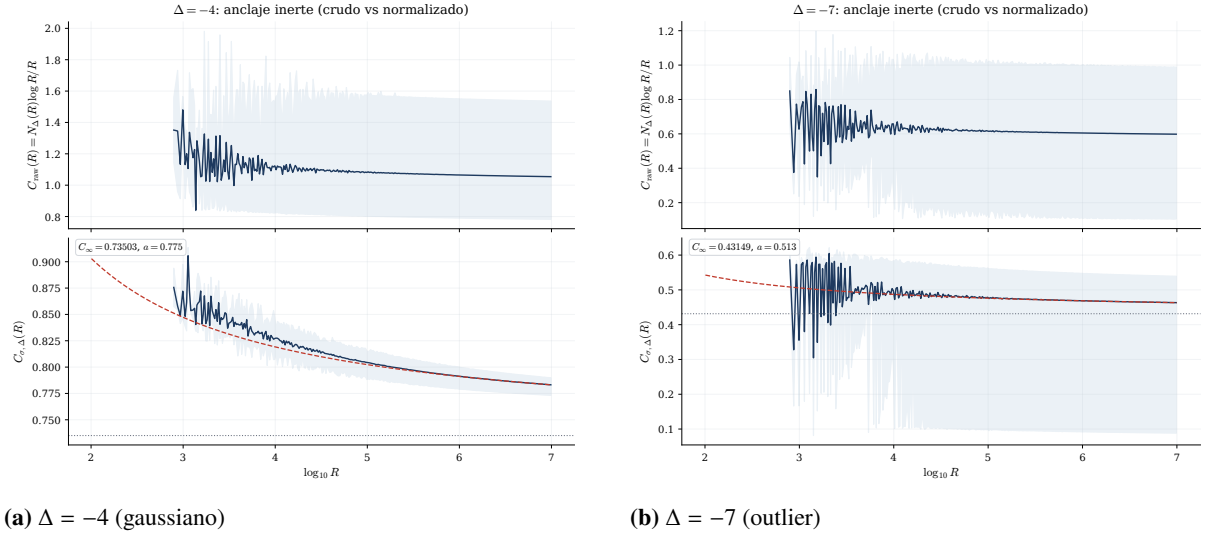 Δ = −4: anclaje inerte (crudo vs normalizado)
C_raw(R) = N_Δ(R) log R/R
2.0
1.8
1.6
1.4
1.2
1.0
0.8
C_∞ = 0.73503, a = 0.775
C_σ,Δ(R)
0.900
0.875
0.850
0.825
0.800
0.775
0.750
2 3 4 5 6 7
log₁₀ R
(a) Δ = −4 (gaussiano)
Δ = −7: anclaje inerte (crudo vs normalizado)
C_raw(R) = N_Δ(R) log R/R
1.2
1.0
0.8
0.6
0.4
0.2
0.0
C_∞ = 0.43149, a = 0.513
C_σ,Δ(R)
0.6
0.5
0.4
0.3
0.2
0.1
2 3 4 5 6 7
log₁₀ R
(b) Δ = −7 (outlier)